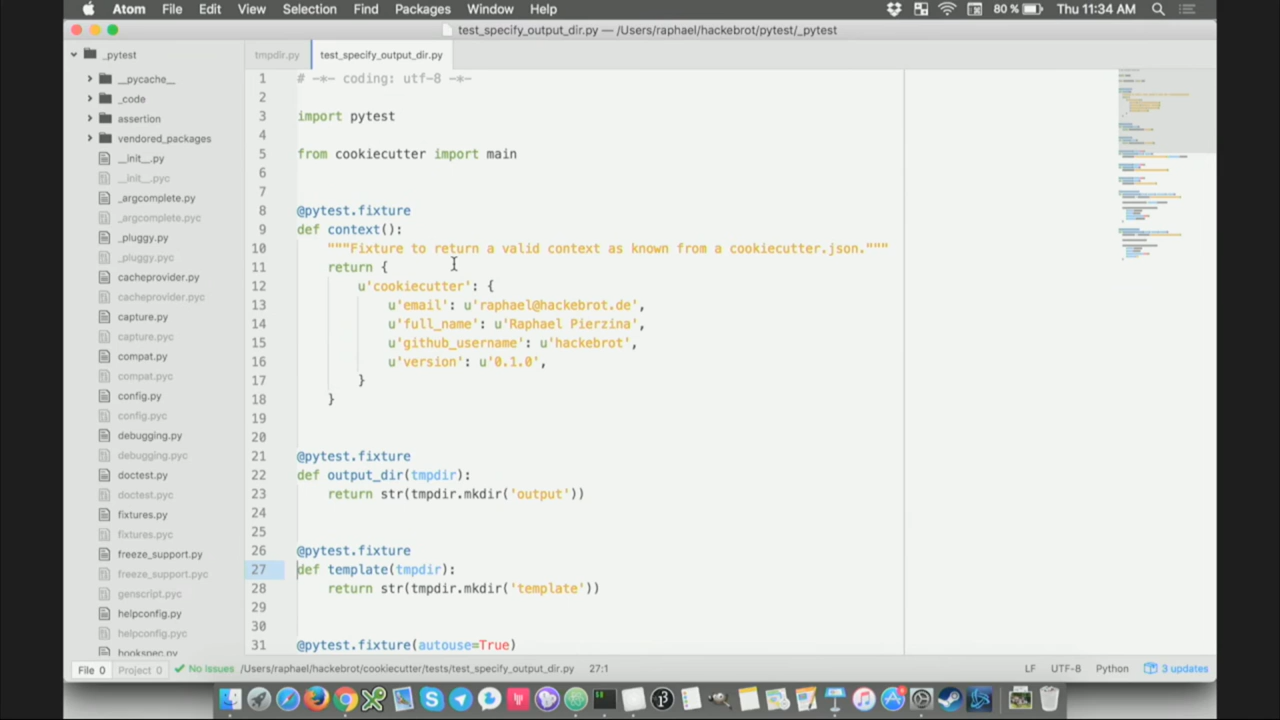 Atom File Edit View Selection Find Packages Window Help 80 % Thu 11:34 AM
test_specify_output_dir.py — /Users/raphael/hackebrot/pytest/_pytest
_pytest
tmpdir.py
test_specify_output_dir.py
__pycache__
_code
assertion
vendored_packages
__init__.py
__init__.pyc
_argcomplete.py
_argcomplete.pyc
_pluggy.py
_pluggy.pyc
cacheprovider.py
cacheprovider.pyc
capture.py
capture.pyc
compat.py
compat.pyc
config.py
config.pyc
debugging.py
debugging.pyc
doctest.py
doctest.pyc
fixtures.py
fixtures.pyc
freeze_support.py
freeze_support.pyc
genscript.pyc
helpconfig.py
helpconfig.pyc
hookspec.py
1 # -*- coding: utf-8 -*-
2
3 import pytest
4
5 from cookiecutter import main
6
7
8 @pytest.fixture
9 def context():
10 """Fixture to return a valid context as known from a cookiecutter.json."""
11 return {
12 u'cookiecutter': {
13 u'email': u'raphael@hackebrot.de',
14 u'full_name': u'Raphael Pierzina',
15 u'github_username': u'hackebrot',
16 u'version': u'0.1.0',
17 }
18 }
19
20
21 @pytest.fixture
22 def output_dir(tmpdir):
23 return str(tmpdir.mkdir('output'))
24
25
26 @pytest.fixture
27 def template(tmpdir):
28 return str(tmpdir.mkdir('template'))
29
30
31 @pytest.fixture(autouse=True)
File 0 Project 0 No issues /Users/raphael/hackebrot/cookiecutter/tests/test_specify_output_dir.py 27:1 LF UTF-8 Python 3 updates